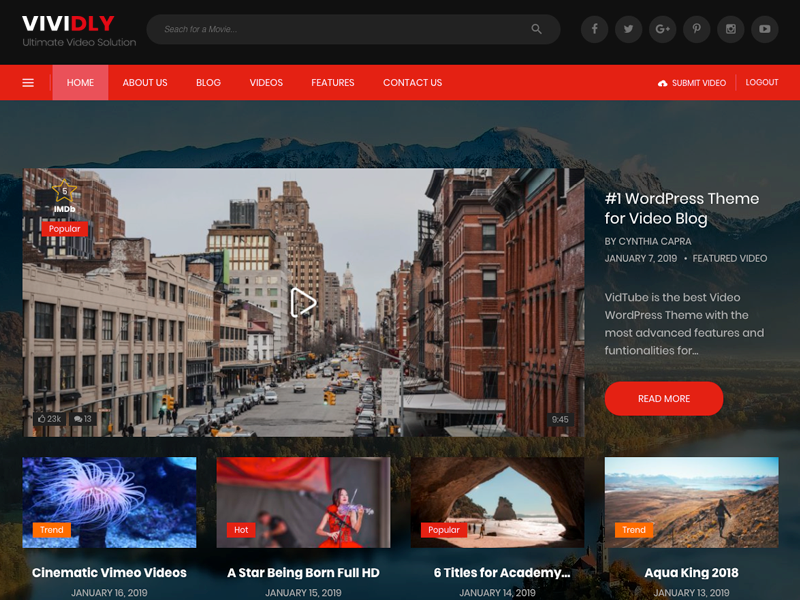 VIVIDLY
Ultimate Video Solution
Seach for a Movie...
HOME
ABOUT US
BLOG
VIDEOS
FEATURES
CONTACT US
SUBMIT VIDEO
LOGOUT
5
IMDb
Popular
23k
13
9:45
#1 WordPress Theme
for Video Blog
BY CYNTHIA CAPRA
JANUARY 7, 2019 • FEATURED VIDEO
VidTube is the best Video
WordPress Theme with the
most advanced features and
funtionalities for...
READ MORE
Trend
Cinematic Vimeo Videos
JANUARY 16, 2019
Hot
A Star Being Born Full HD
JANUARY 15, 2019
Popular
6 Titles for Academy...
JANUARY 14, 2019
Trend
Aqua King 2018
JANUARY 13, 2019